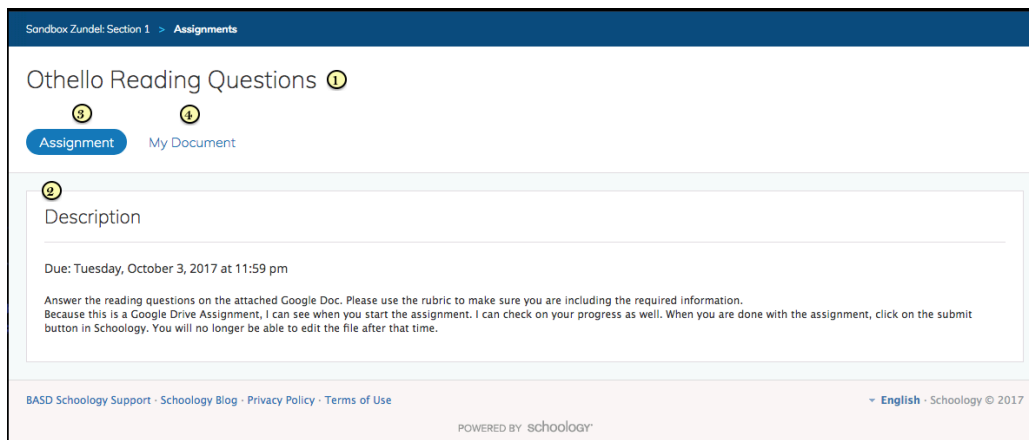 Sandbox Zundel: Section 1 > Assignments
Othello Reading Questions 1
3 4
Assignment My Document
2
Description
Due: Tuesday, October 3, 2017 at 11:59 pm
Answer the reading questions on the attached Google Doc. Please use the rubric to make sure you are including the required information.
Because this is a Google Drive Assignment, I can see when you start the assignment. I can check on your progress as well. When you are done with the assignment, click on the submit
button in Schoology. You will no longer be able to edit the file after that time.
BASD Schoology Support · Schoology Blog · Privacy Policy · Terms of Use English · Schoology © 2017
POWERED BY schoology